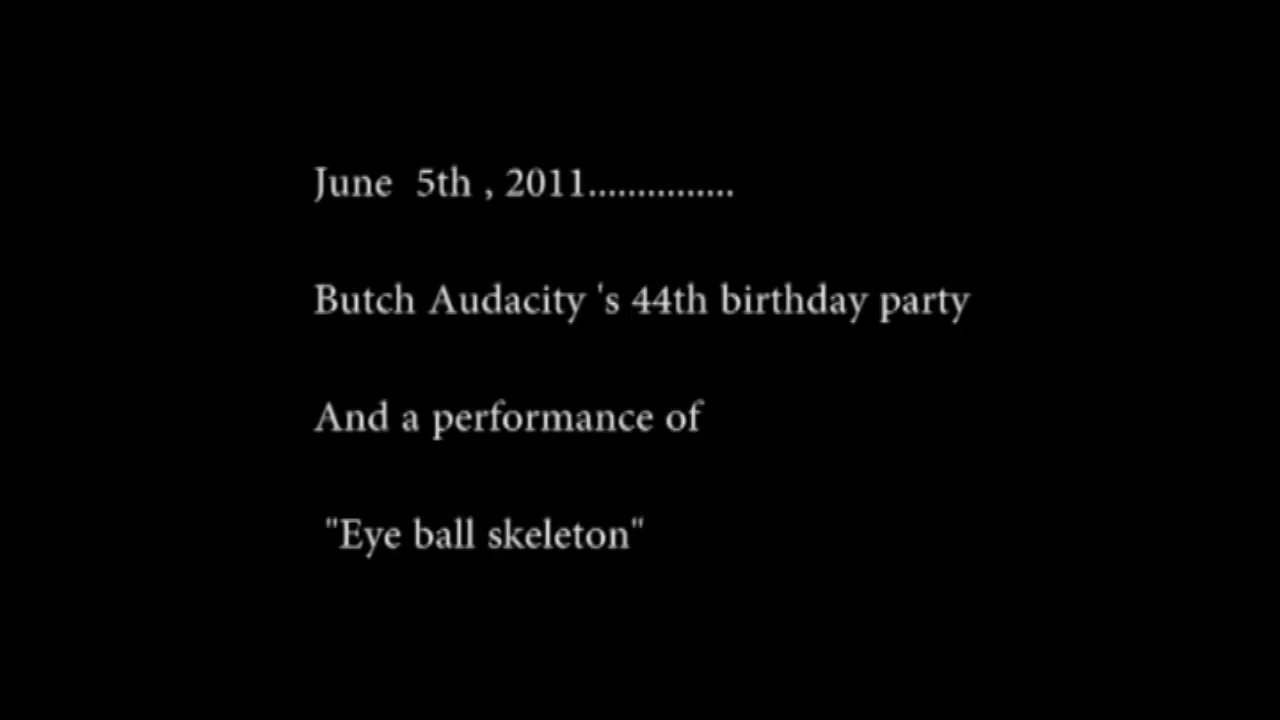 June  5th , 2011...............
Butch Audacity 's 44th birthday party
And a performance of
"Eye ball skeleton"